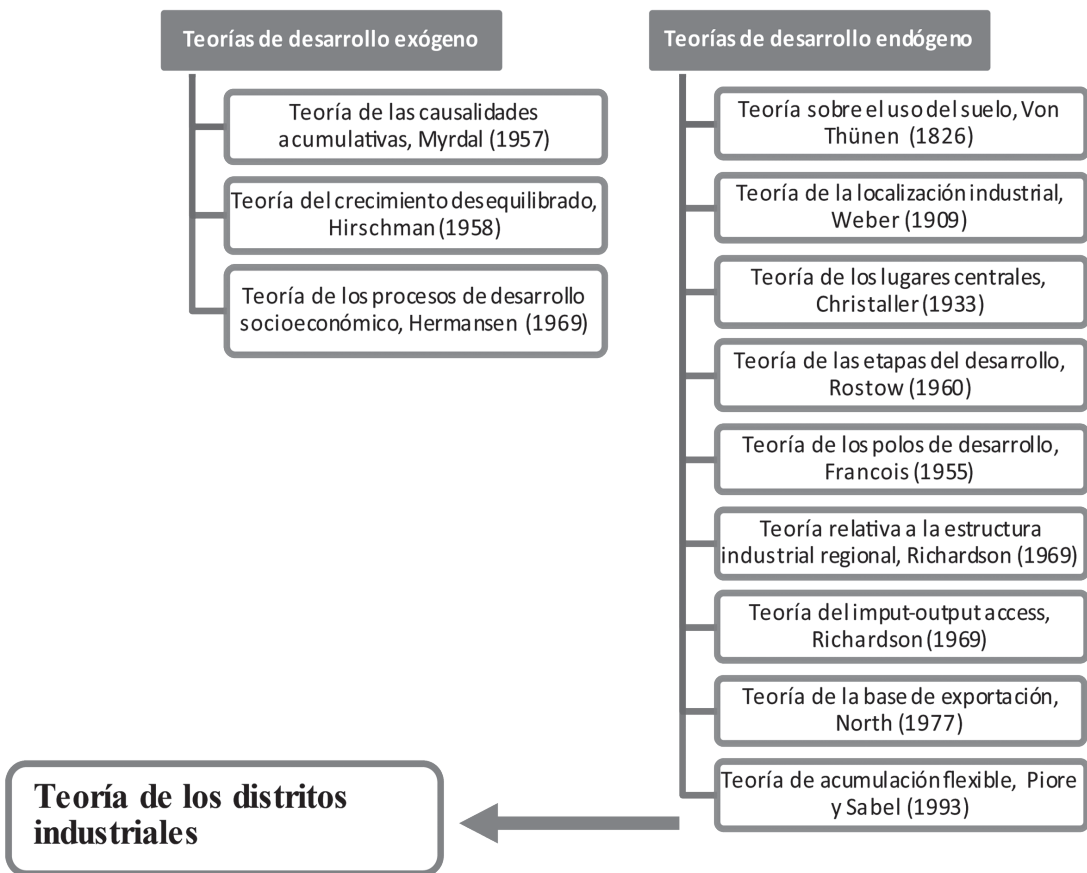 Teorías de desarrollo exógeno
Teoría de las causalidades
acumulativas, Myrdal (1957)
Teoría del crecimiento desequilibrado,
Hirschman (1958)
Teoría de los procesos de desarrollo
socioeconómico, Hermansen (1969)
Teorías de desarrollo endógeno
Teoría sobre el uso del suelo, Von
Thünen (1826)
Teoría de la localización industrial,
Weber (1909)
Teoría de los lugares centrales,
Christaller (1933)
Teoría de las etapas del desarrollo,
Rostow (1960)
Teoría de los polos de desarrollo,
Francois (1955)
Teoría relativa a la estructura
industrial regional, Richardson (1969)
Teoría del imput-output access,
Richardson (1969)
Teoría de la base de exportación,
North (1977)
Teoría de acumulación flexible, Piore
y Sabel (1993)
Teoría de los distritos
industriales